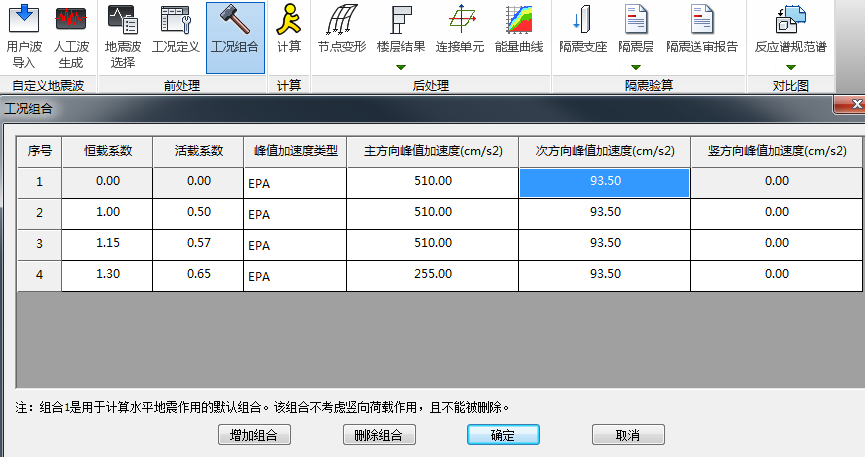 用户波 人工波 地震波 工况定义 工况组合 计算 节点变形 楼层结果 连接单元 能量曲线 隔震支座 隔震层 隔震送审报告 反应谱规范谱
导入 生成 选择
自定义地震波 前处理 计算 后处理 隔震验算 对比图
工况组合
序号 恒载系数 活载系数 峰值加速度类型 主方向峰值加速度(cm/s2) 次方向峰值加速度(cm/s2) 竖方向峰值加速度(cm/s2)
1 0.00 0.00 EPA 510.00 93.50 0.00
2 1.00 0.50 EPA 510.00 93.50 0.00
3 1.15 0.57 EPA 510.00 93.50 0.00
4 1.30 0.65 EPA 255.00 93.50 0.00
注：组合1是用于计算水平地震作用的默认组合。该组合不考虑竖向荷载作用，且不能被删除。
增加组合 删除组合 确定 取消